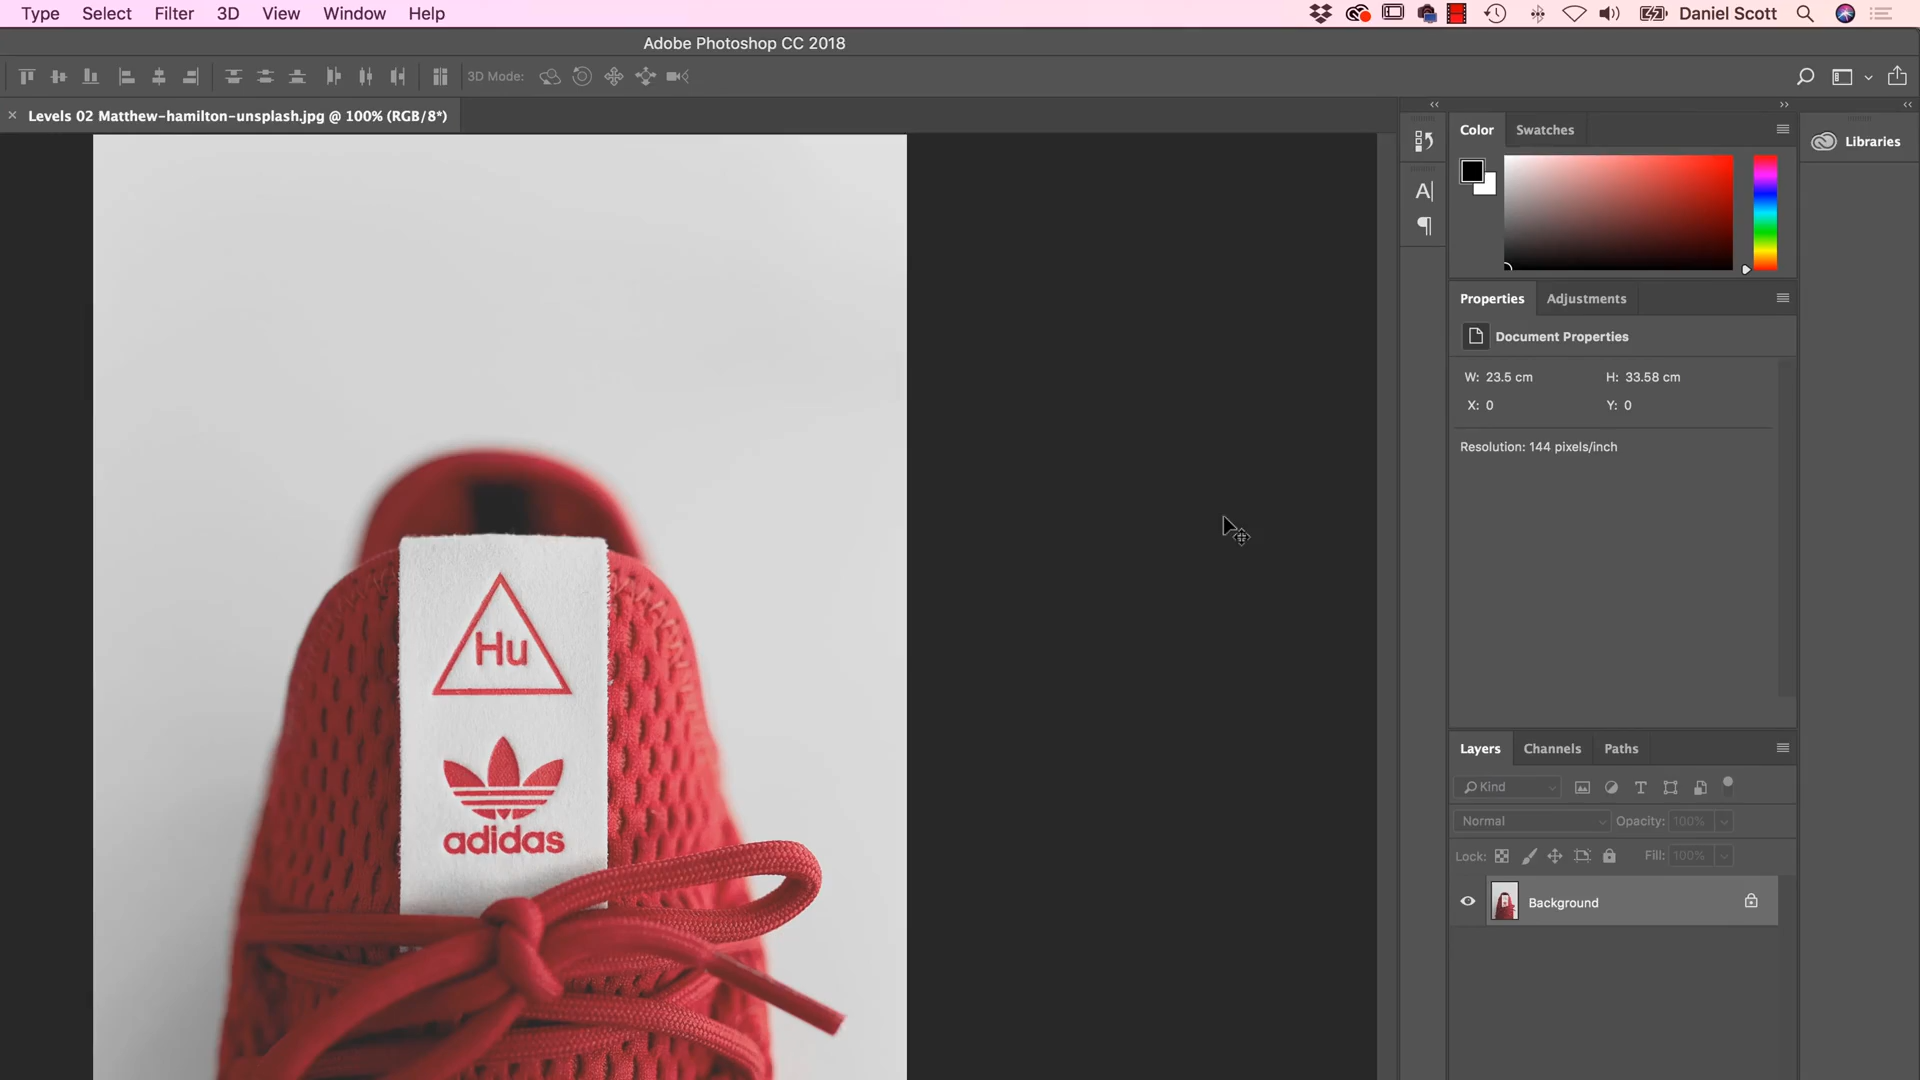 Type Select Filter 3D View Window Help Daniel Scott
Adobe Photoshop CC 2018
3D Mode:
Levels 02 Matthew-hamilton-unsplash.jpg @ 100% (RGB/8*)
Color Swatches
Libraries
Properties Adjustments
Document Properties
W: 23.5 cm H: 33.58 cm
X: 0 Y: 0
Resolution: 144 pixels/inch
Hu
adidas
Layers Channels Paths
Kind
Normal Opacity: 100%
Lock: Fill: 100%
Background